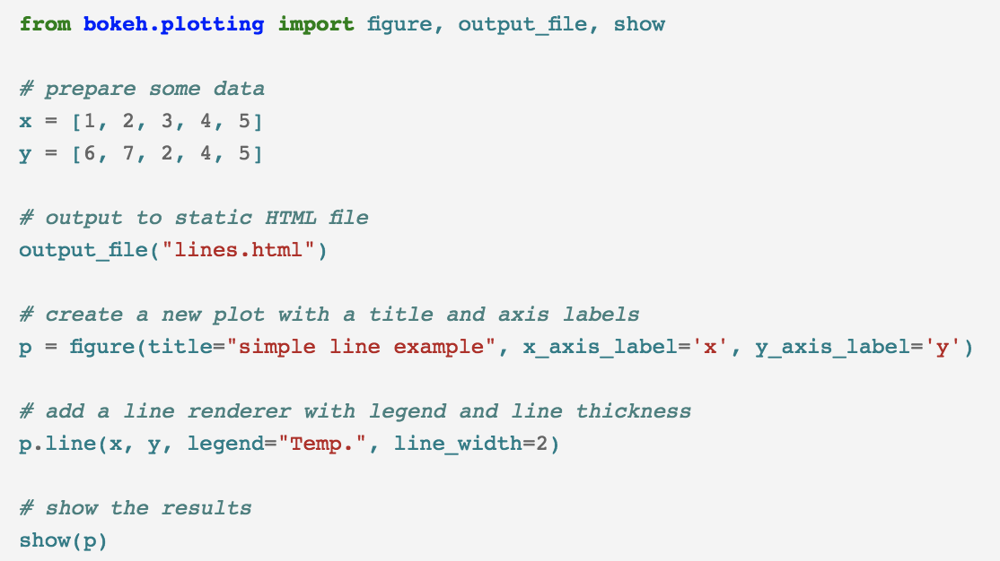 from bokeh.plotting import figure, output_file, show
# prepare some data
x = [1, 2, 3, 4, 5]
y = [6, 7, 2, 4, 5]
# output to static HTML file
output_file("lines.html")
# create a new plot with a title and axis labels
p = figure(title="simple line example", x_axis_label='x', y_axis_label='y')
# add a line renderer with legend and line thickness
p.line(x, y, legend="Temp.", line_width=2)
# show the results
show(p)